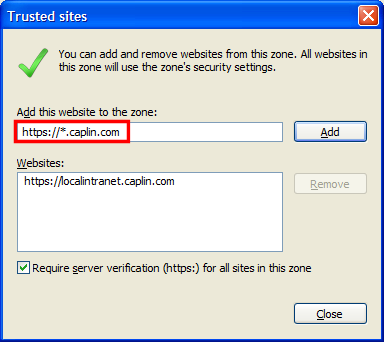 Trusted sites
You can add and remove websites from this zone. All websites in
this zone will use the zone's security settings.
Add this website to the zone:
https://*.caplin.com
Add
Websites:
https://localintranet.caplin.com
Remove
Require server verification (https:) for all sites in this zone
Close